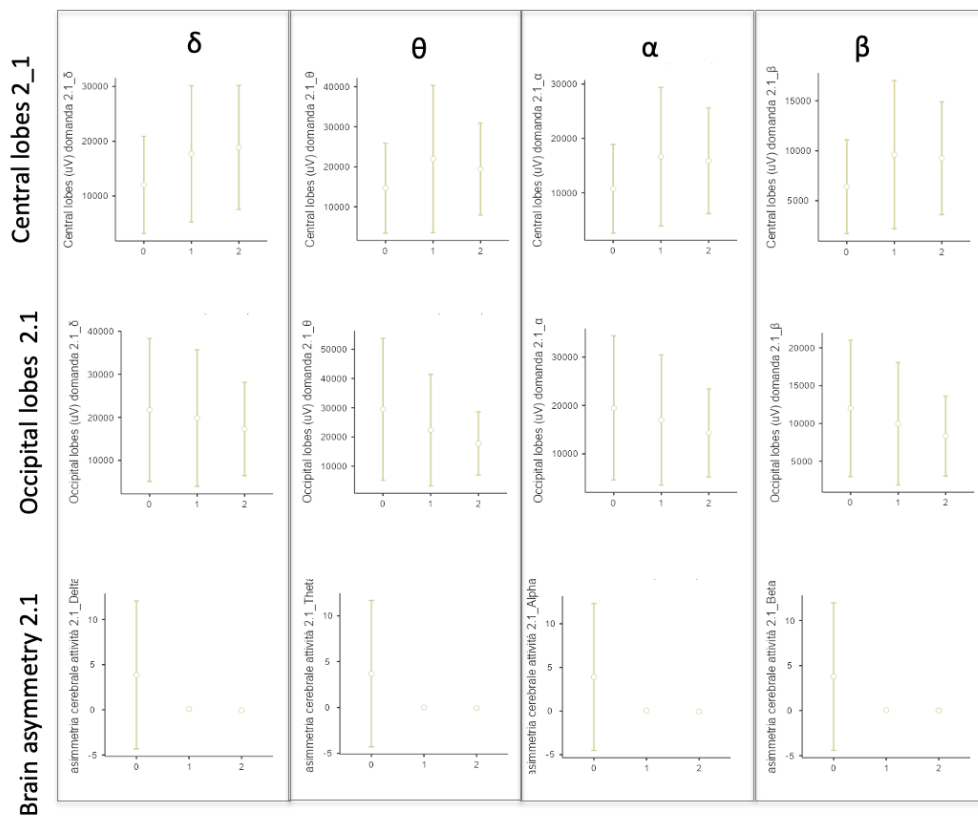 δ θ α β
Central lobes 2_1
Central lobes (uV) domanda 2.1_δ
30000
20000
10000
0 1 2
Central lobes (uV) domanda 2.1_θ
40000
30000
20000
10000
0 1 2
Central lobes (uV) domanda 2.1_α
30000
20000
10000
0 1 2
Central lobes (uV) domanda 2.1_β
15000
10000
5000
0 1 2
Occipital lobes 2.1
Occipital lobes (uV) domanda 2.1_δ
40000
30000
20000
10000
0 1 2
Occipital lobes (uV) domanda 2.1_θ
50000
40000
30000
20000
10000
0 1 2
Occipital lobes (uV) domanda 2.1_α
30000
20000
10000
0 1 2
Occipital lobes (uV) domanda 2.1_β
20000
15000
10000
5000
0 1 2
Brain asymmetry 2.1
asimmetria cerebrale attività 2.1_Delta
10
5
0
-5
0 1 2
asimmetria cerebrale attività 2.1_Theta
10
5
0
-5
0 1 2
asimmetria cerebrale attività 2.1_Alpha
10
5
0
-5
0 1 2
asimmetria cerebrale attività 2.1_Beta
10
5
0
-5
0 1 2